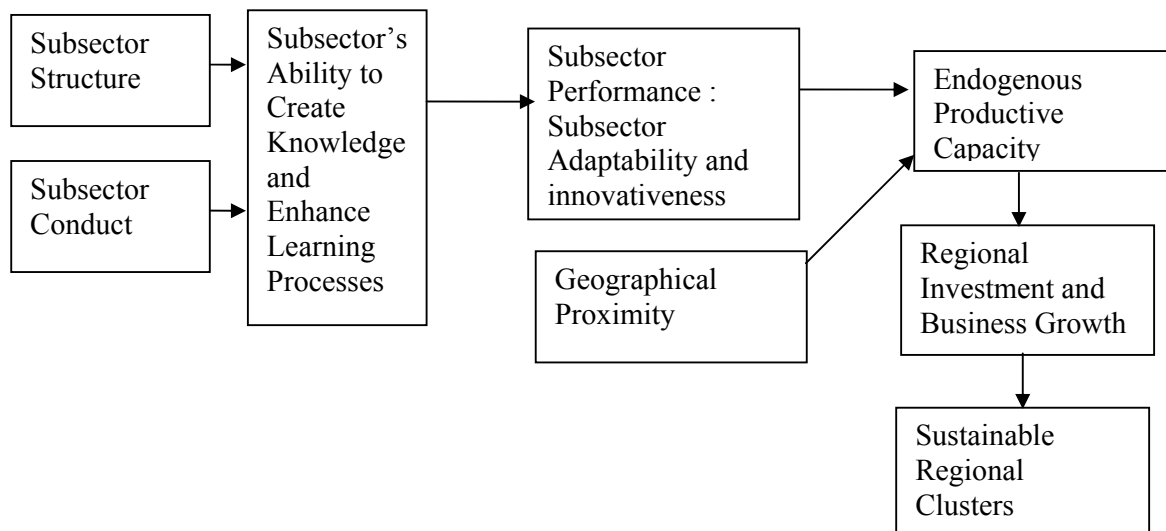 Subsector
Structure
Subsector
Conduct
Subsector’s
Ability to
Create
Knowledge
and
Enhance
Learning
Processes
Subsector
Performance :
Subsector
Adaptability and
innovativeness
Geographical
Proximity
Endogenous
Productive
Capacity
Regional
Investment and
Business Growth
Sustainable
Regional
Clusters